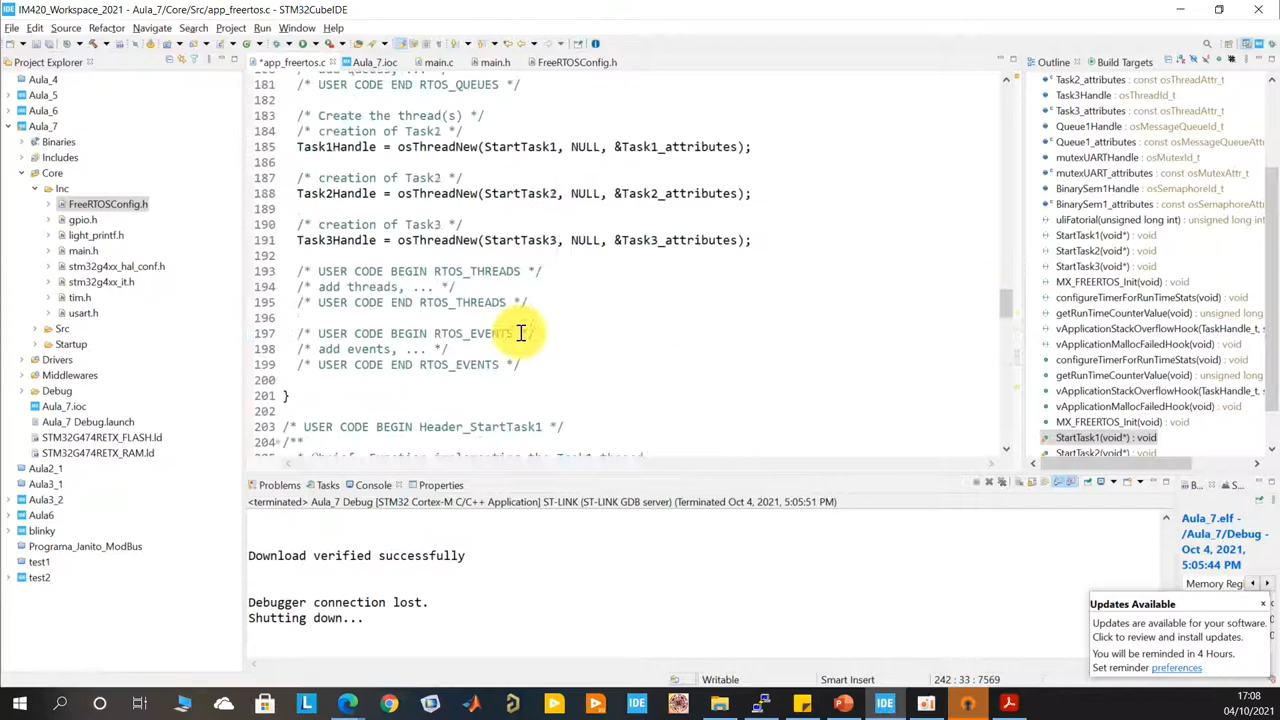 IM420_Workspace_2021 - Aula_7/Core/Src/app_freertos.c - STM32CubeIDE
File Edit Source Refactor Navigate Search Project Run Window Help
Project Explorer
Aula_4
Aula_5
Aula_6
Aula_7
Binaries
Includes
Core
Inc
FreeRTOSConfig.h
gpio.h
light_printf.h
main.h
stm32g4xx_hal_conf.h
stm32g4xx_it.h
tim.h
usart.h
Src
Startup
Drivers
Middlewares
Debug
Aula_7.ioc
Aula_7 Debug.launch
STM32G474RETX_FLASH.ld
STM32G474RETX_RAM.ld
Aula2_1
Aula3_1
Aula3_2
Aula6
blinky
Programa_Janito_ModBus
test1
test2
*app_freertos.c Aula_7.ioc main.c main.h FreeRTOSConfig.h
181 /* USER CODE END RTOS_QUEUES */
182
183 /* Create the thread(s) */
184 /* creation of Task2 */
185 Task1Handle = osThreadNew(StartTask1, NULL, &Task1_attributes);
186
187 /* creation of Task2 */
188 Task2Handle = osThreadNew(StartTask2, NULL, &Task2_attributes);
189
190 /* creation of Task3 */
191 Task3Handle = osThreadNew(StartTask3, NULL, &Task3_attributes);
192
193 /* USER CODE BEGIN RTOS_THREADS */
194 /* add threads, ... */
195 /* USER CODE END RTOS_THREADS */
196
197 /* USER CODE BEGIN RTOS_EVENTS */
198 /* add events, ... */
199 /* USER CODE END RTOS_EVENTS */
200
201 }
202
203 /* USER CODE BEGIN Header_StartTask1 */
204 /**
Outline Build Targets
Task2_attributes : const osThreadAttr_t
Task3Handle : osThreadId_t
Task3_attributes : const osThreadAttr_t
Queue1Handle : osMessageQueueId_t
Queue1_attributes : const osMessageQueueAttr
mutexUARTHandle : osMutexId_t
mutexUART_attributes : const osMutexAttr_t
BinarySem1Handle : osSemaphoreId_t
BinarySem1_attributes : const osSemaphoreAttr
uliFatorial(unsigned long int) : unsigned long
StartTask1(void*) : void
StartTask2(void*) : void
StartTask3(void*) : void
MX_FREERTOS_Init(void) : void
configureTimerForRunTimeStats(void) : void
getRunTimeCounterValue(void) : unsigned long
vApplicationStackOverflowHook(TaskHandle_t,
vApplicationMallocFailedHook(void) : void
configureTimerForRunTimeStats(void) : void
getRunTimeCounterValue(void) : unsigned long
vApplicationStackOverflowHook(TaskHandle_t,
vApplicationMallocFailedHook(void) : void
MX_FREERTOS_Init(void) : void
StartTask1(void*) : void
StartTask2(void*) : void
Problems Tasks Console Properties
<terminated> Aula_7 Debug [STM32 Cortex-M C/C++ Application] ST-LINK (ST-LINK GDB server) (Terminated Oct 4, 2021, 5:05:51 PM)
Download verified successfully
Debugger connection lost.
Shutting down...
B... S...
Aula_7.elf -
/Aula_7/Debug -
Oct 4, 2021,
5:05:44 PM
Memory Regi
Updates Available
Updates are available for your software.
Click to review and install updates.
You will be reminded in 4 Hours.
Set reminder preferences
Writable Smart Insert 242 : 33 : 7569
17:08
04/10/2021